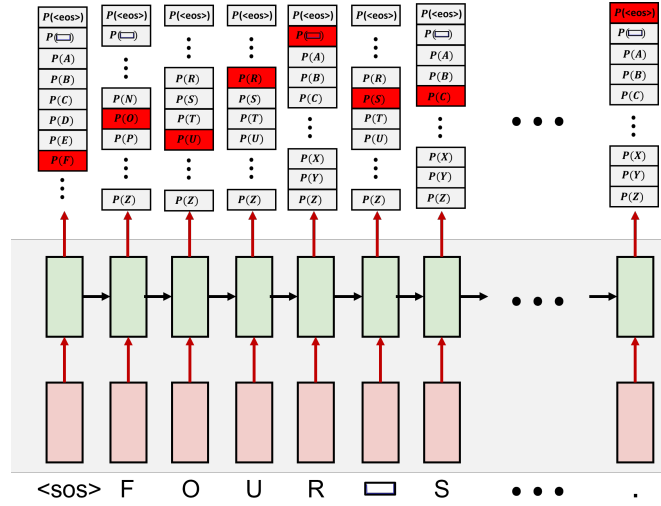 P(<eos>)
P(▭)
P(A)
P(B)
P(C)
P(D)
P(E)
P(F)
⋮
P(<eos>)
P(▭)
⋮
P(N)
P(O)
P(P)
⋮
P(Z)
P(<eos>)
⋮
P(R)
P(S)
P(T)
P(U)
⋮
P(Z)
P(<eos>)
⋮
P(R)
P(S)
P(T)
P(U)
⋮
P(Z)
P(<eos>)
P(▭)
P(A)
P(B)
P(C)
⋮
P(X)
P(Y)
P(Z)
P(<eos>)
⋮
P(R)
P(S)
P(T)
P(U)
⋮
P(Z)
P(<eos>)
P(▭)
P(A)
P(B)
P(C)
⋮
P(X)
P(Y)
P(Z)
• • •
P(<eos>)
P(▭)
P(A)
P(B)
P(C)
⋮
P(X)
P(Y)
P(Z)
• • •
<sos> F O U R ▭ S • • • .